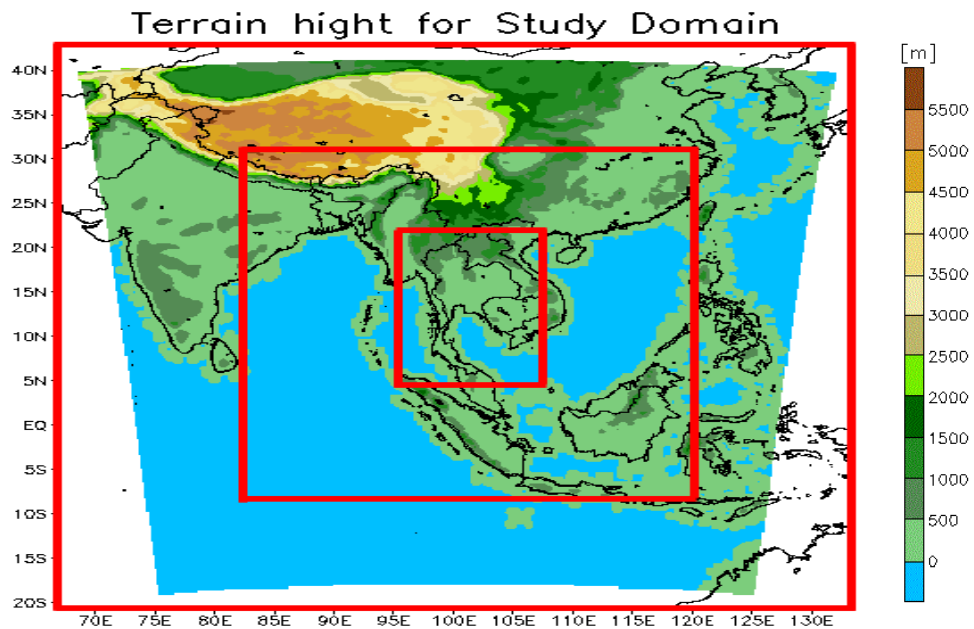 Terrain hight for Study Domain
[m]
40N
35N
30N
25N
20N
15N
10N
5N
EQ
5S
10S
15S
20S
70E 75E 80E 85E 90E 95E 100E 105E 110E 115E 120E 125E 130E
5500
5000
4500
4000
3500
3000
2500
2000
1500
1000
500
0